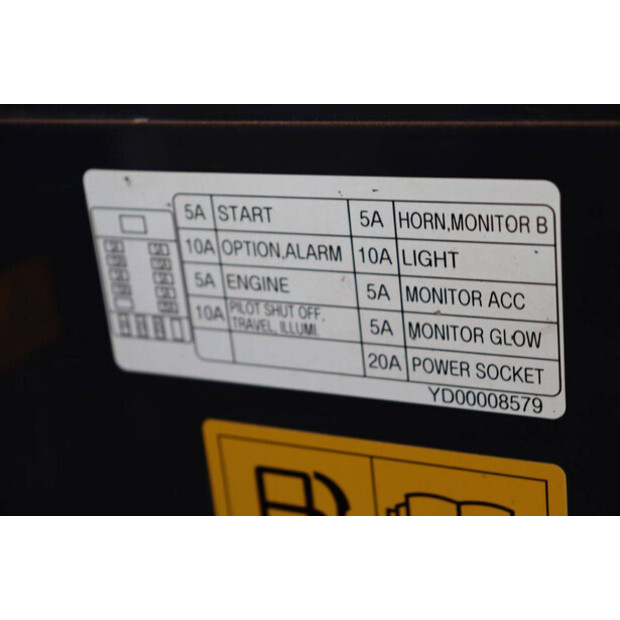 5A START 5A HORN,MONITOR B
10A OPTION,ALARM 10A LIGHT
5A ENGINE 5A MONITOR ACC
10A PILOT SHUT OFF, TRAVEL, ILLUMI. 5A MONITOR GLOW
20A POWER SOCKET
YD00008579